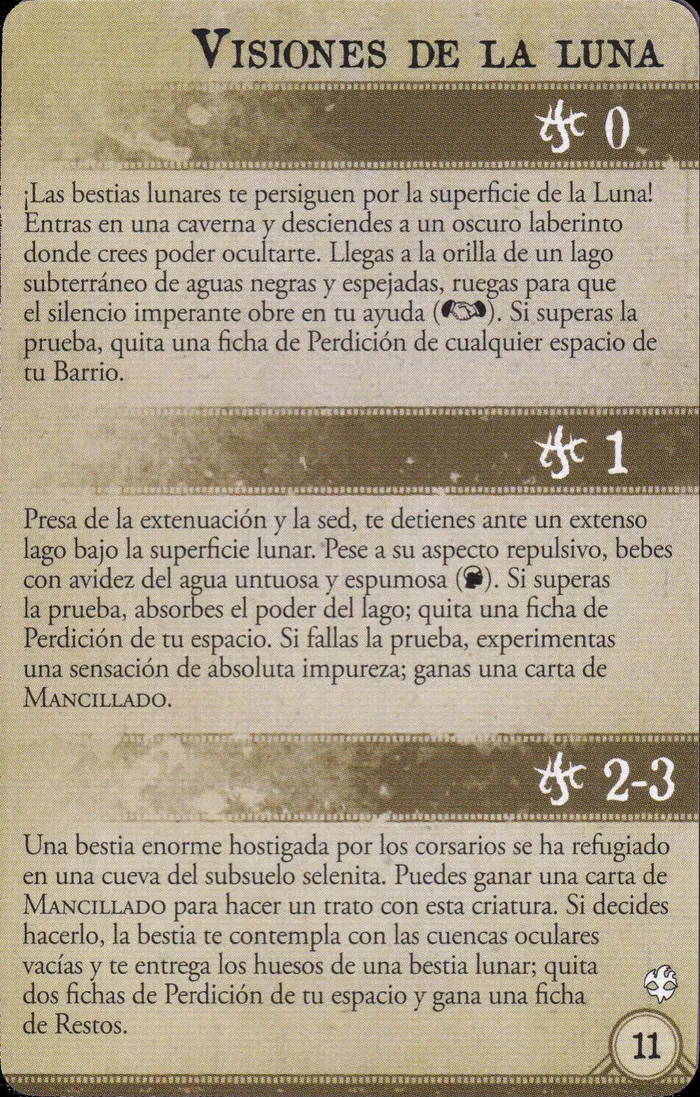 VISIONES DE LA LUNA
0
¡Las bestias lunares te persiguen por la superficie de la Luna!
Entras en una caverna y desciendes a un oscuro laberinto
donde crees poder ocultarte. Llegas a la orilla de un lago
subterráneo de aguas negras y espejadas, ruegas para que
el silencio imperante obre en tu ayuda (). Si superas la
prueba, quita una ficha de Perdición de cualquier espacio de
tu Barrio.
1
Presa de la extenuación y la sed, te detienes ante un extenso
lago bajo la superficie lunar. Pese a su aspecto repulsivo, bebes
con avidez del agua untuosa y espumosa (). Si superas
la prueba, absorbes el poder del lago; quita una ficha de
Perdición de tu espacio. Si fallas la prueba, experimentas
una sensación de absoluta impureza; ganas una carta de
MANCILLADO.
2-3
Una bestia enorme hostigada por los corsarios se ha refugiado
en una cueva del subsuelo selenita. Puedes ganar una carta de
MANCILLADO para hacer un trato con esta criatura. Si decides
hacerlo, la bestia te contempla con las cuencas oculares
vacías y te entrega los huesos de una bestia lunar; quita
dos fichas de Perdición de tu espacio y gana una ficha
de Restos.
11